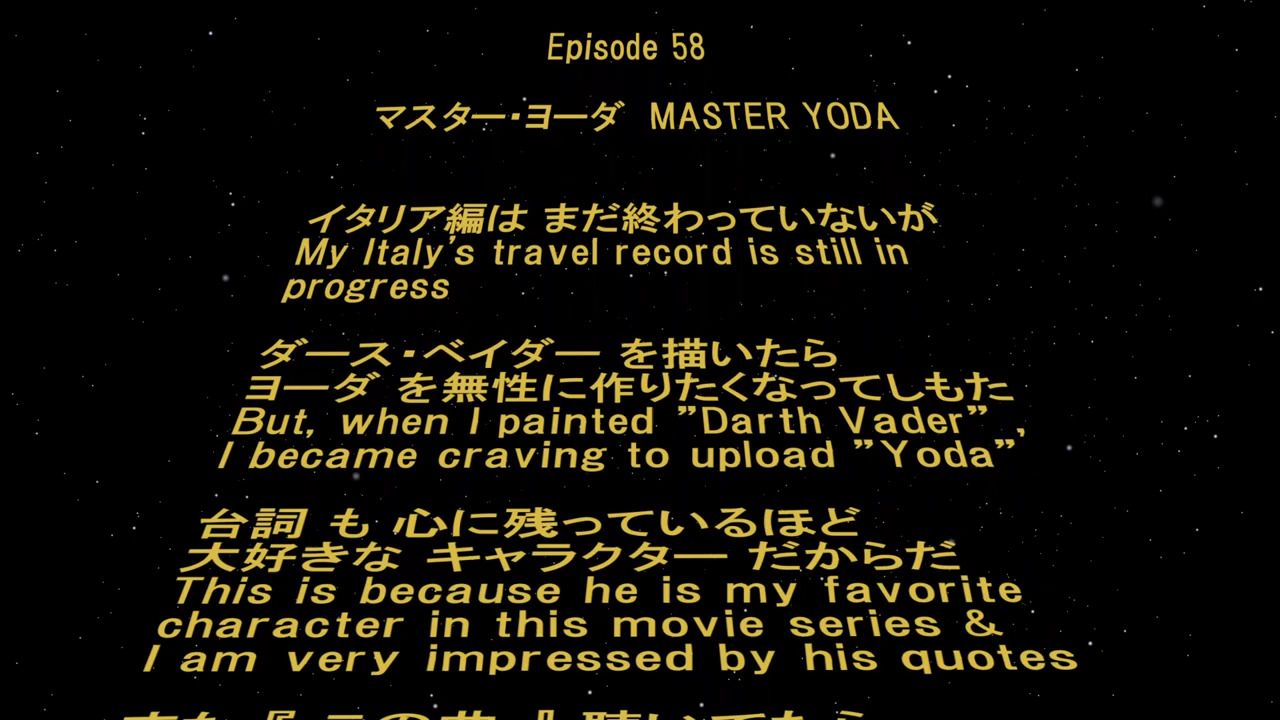 Episode 58
マスター・ヨーダ　MASTER YODA
イタリア編は まだ終わっていないが
My Italy's travel record is still in
progress
ダース・ベイダー を描いたら
ヨーダ を無性に作りたくなってしもた
But, when I painted ”Darth Vader”,
I became craving to upload ”Yoda”
台詞 も 心に残っているほど
大好きな キャラクター だからだ
This is because he is my favorite
character in this movie series &
I am very impressed by his quotes